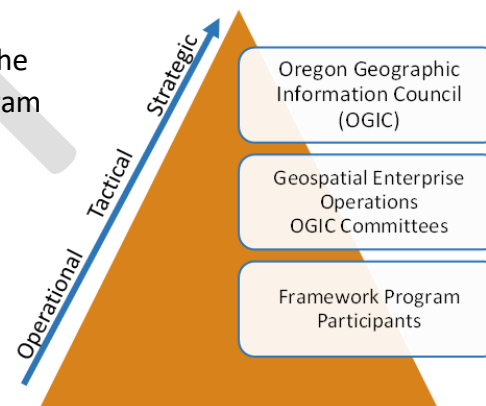 he
am
Strategic
Tactical
Operational
Oregon Geographic
Information Council
(OGIC)
Geospatial Enterprise
Operations
OGIC Committees
Framework Program
Participants